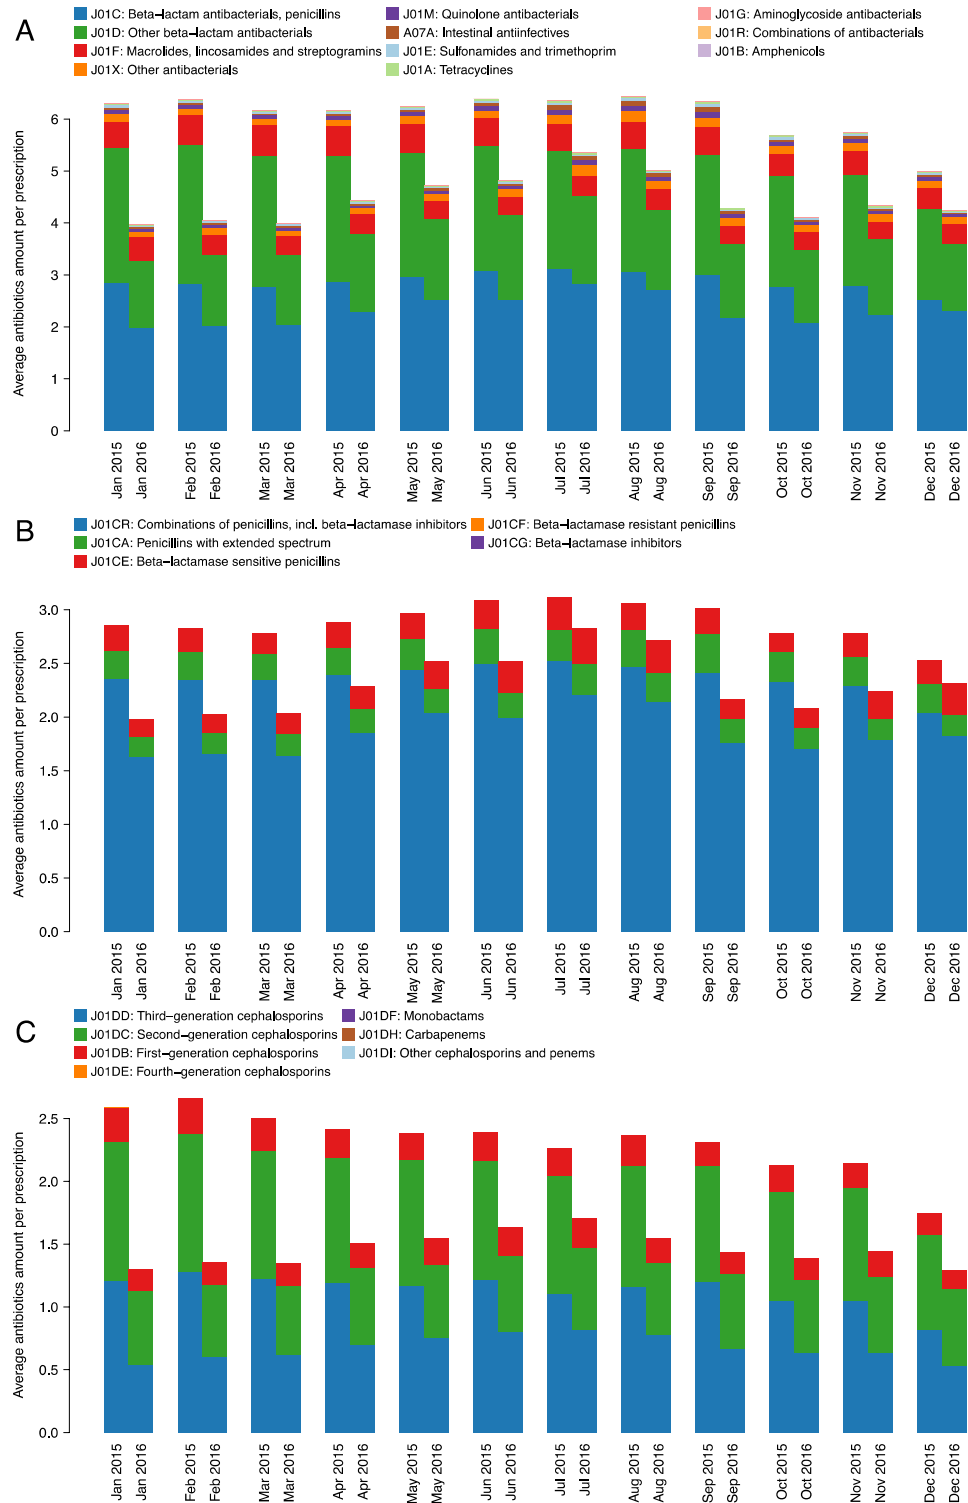 A
J01C: Beta−lactam antibacterials, penicillins
J01D: Other beta−lactam antibacterials
J01F: Macrolides, lincosamides and streptogramins
J01X: Other antibacterials
J01M: Quinolone antibacterials
A07A: Intestinal antiinfectives
J01E: Sulfonamides and trimethoprim
J01A: Tetracyclines
J01G: Aminoglycoside antibacterials
J01R: Combinations of antibacterials
J01B: Amphenicols
Average antibiotics amount per prescription
6
5
4
3
2
1
0
Jan 2015
Jan 2016
Feb 2015
Feb 2016
Mar 2015
Mar 2016
Apr 2015
Apr 2016
May 2015
May 2016
Jun 2015
Jun 2016
Jul 2015
Jul 2016
Aug 2015
Aug 2016
Sep 2015
Sep 2016
Oct 2015
Oct 2016
Nov 2015
Nov 2016
Dec 2015
Dec 2016
B
J01CR: Combinations of penicillins, incl. beta−lactamase inhibitors
J01CA: Penicillins with extended spectrum
J01CE: Beta−lactamase sensitive penicillins
J01CF: Beta−lactamase resistant penicillins
J01CG: Beta−lactamase inhibitors
Average antibiotics amount per prescription
3.0
2.5
2.0
1.5
1.0
0.5
0.0
Jan 2015
Jan 2016
Feb 2015
Feb 2016
Mar 2015
Mar 2016
Apr 2015
Apr 2016
May 2015
May 2016
Jun 2015
Jun 2016
Jul 2015
Jul 2016
Aug 2015
Aug 2016
Sep 2015
Sep 2016
Oct 2015
Oct 2016
Nov 2015
Nov 2016
Dec 2015
Dec 2016
C
J01DD: Third−generation cephalosporins
J01DC: Second−generation cephalosporins
J01DB: First−generation cephalosporins
J01DE: Fourth−generation cephalosporins
J01DF: Monobactams
J01DH: Carbapenems
J01DI: Other cephalosporins and penems
Average antibiotics amount per prescription
2.5
2.0
1.5
1.0
0.5
0.0
Jan 2015
Jan 2016
Feb 2015
Feb 2016
Mar 2015
Mar 2016
Apr 2015
Apr 2016
May 2015
May 2016
Jun 2015
Jun 2016
Jul 2015
Jul 2016
Aug 2015
Aug 2016
Sep 2015
Sep 2016
Oct 2015
Oct 2016
Nov 2015
Nov 2016
Dec 2015
Dec 2016